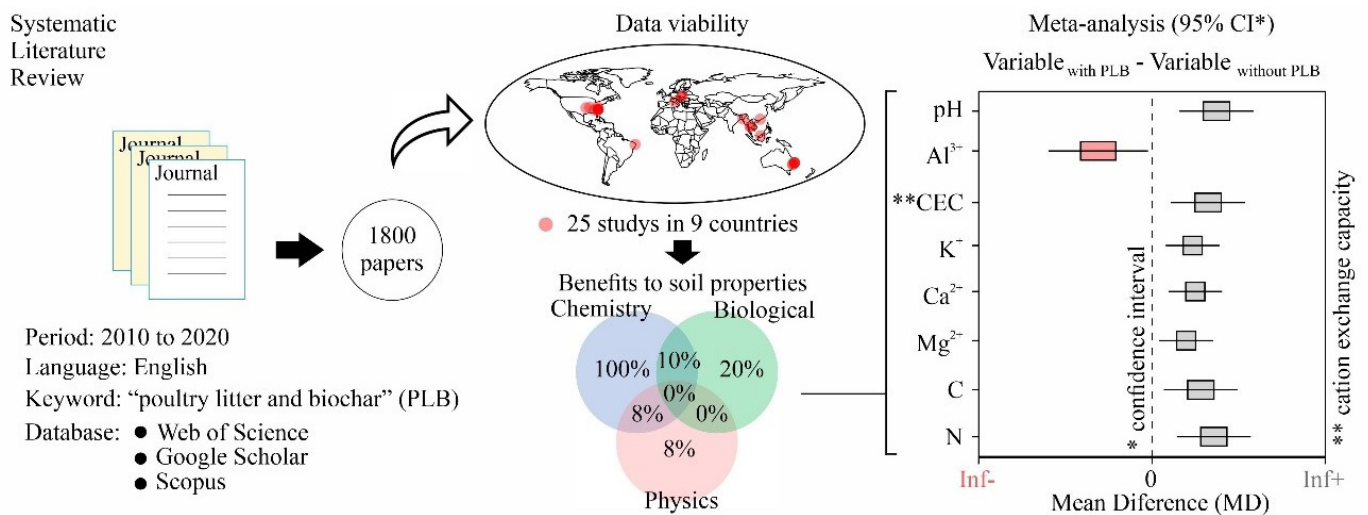 Systematic
Literature
Review
Journal
Journal
Journal
1800
papers
Period: 2010 to 2020
Language: English
Keyword: “poultry litter and biochar” (PLB)
Database: ● Web of Science
● Google Scholar
● Scopus
Data viability
25 studys in 9 countries
Benefits to soil properties
Chemistry
Biological
100%
10%
20%
0%
8%
0%
8%
Physics
Meta-analysis (95% CI*)
Variable with PLB - Variable without PLB
pH
Al³⁺
**CEC
K⁺
Ca²⁺
Mg²⁺
C
N
* confidence interval
** cation exchange capacity
Inf- 0 Inf+
Mean Diference (MD)